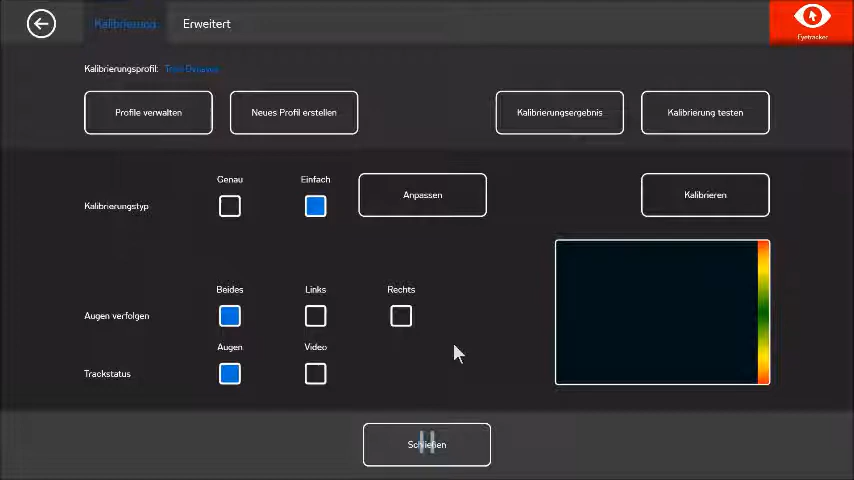 Kalibrierung Erweitert
Eyetracker
Kalibrierungsprofil:
Profile verwalten Neues Profil erstellen Kalibrierungsergebnis Kalibrierung testen
Genau Einfach
Kalibrierungstyp Anpassen Kalibrieren
Beides Links Rechts
Augen verfolgen
Augen Video
Trackstatus
Schließen